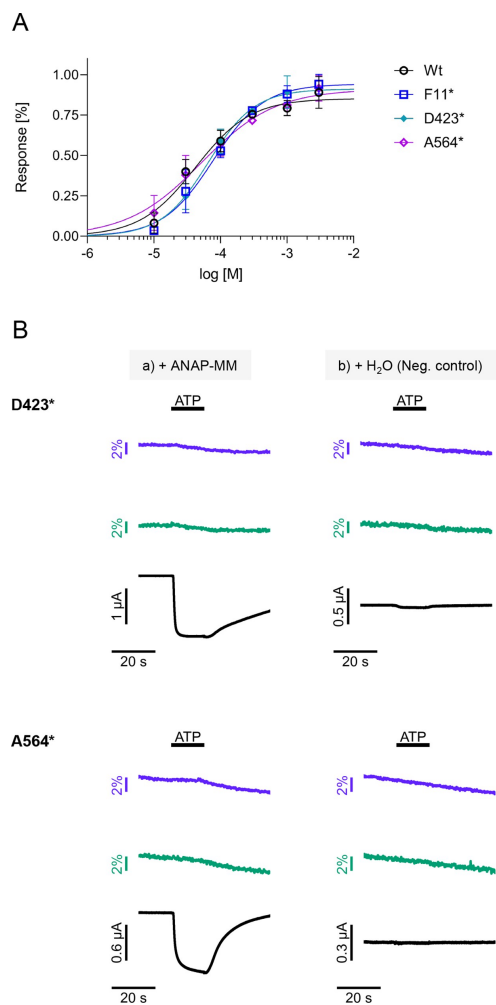 A
Response [%]
1.00
0.75
0.50
0.25
0.00
-6 -5 -4 -3 -2
log [M]
Wt
F11*
D423*
A564*
B
a) + ANAP-MM
b) + H₂O (Neg. control)
D423*
ATP
ATP
2%
2%
2%
2%
1 µA
0.5 µA
20 s
20 s
A564*
ATP
ATP
2%
2%
2%
2%
0.6 µA
0.3 µA
20 s
20 s